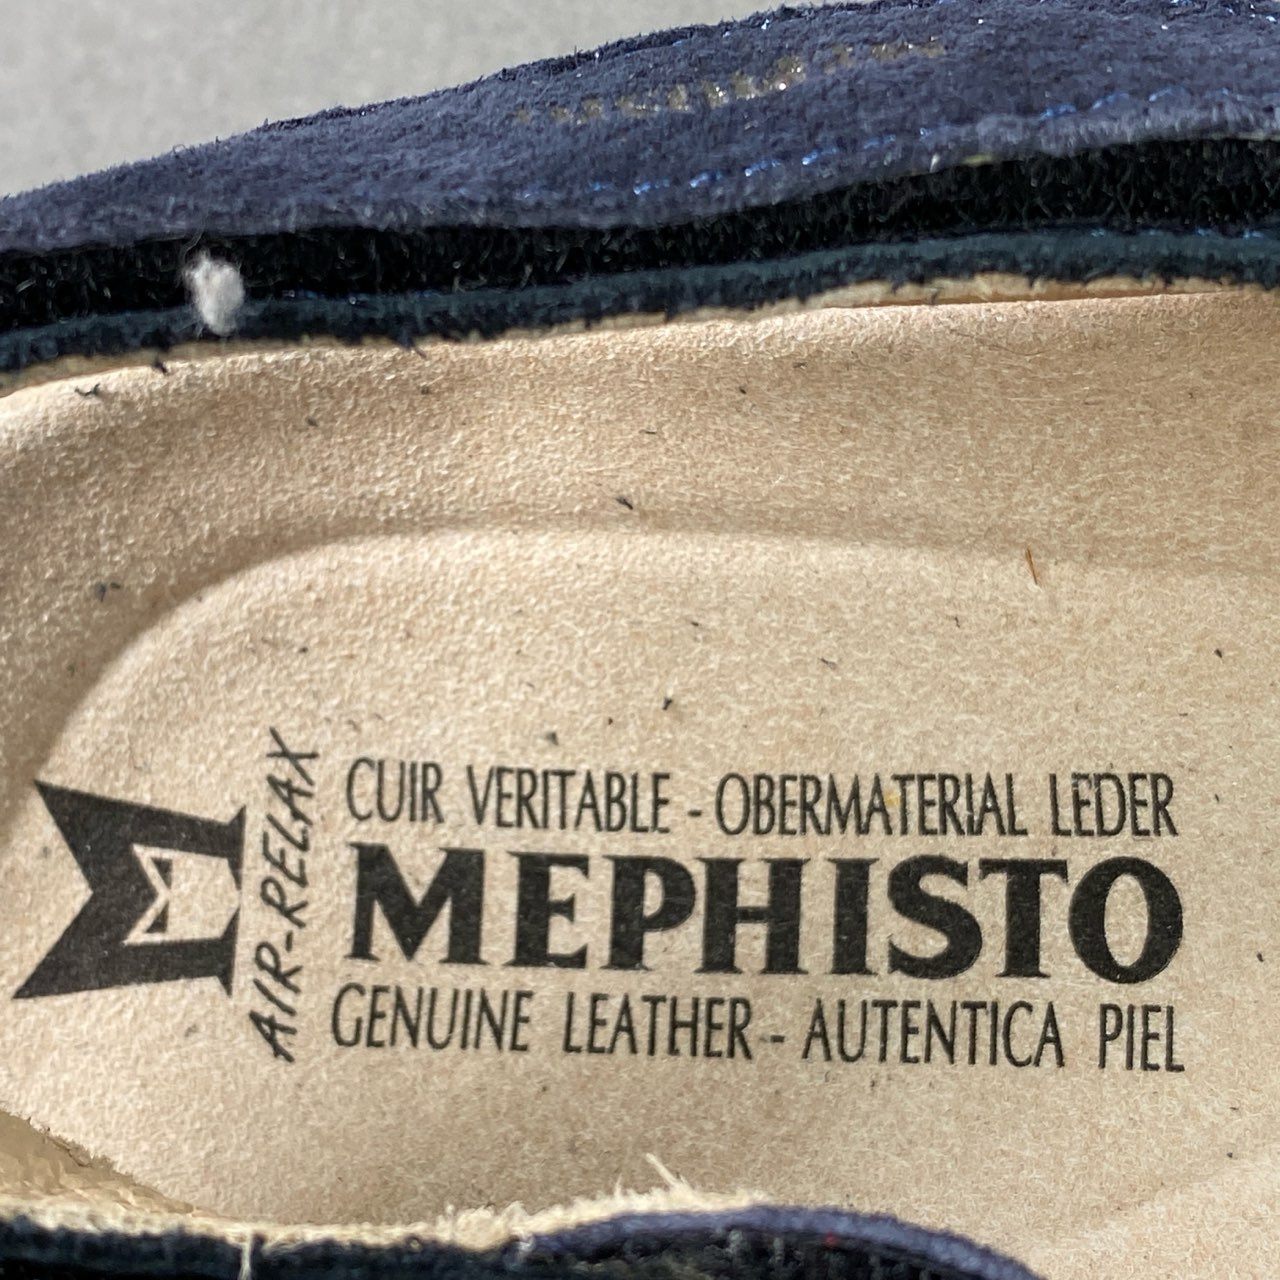 AIR-RELAX
CUIR VERITABLE - OBERMATERIAL LEDER
MEPHISTO
GENUINE LEATHER - AUTENTICA PIEL